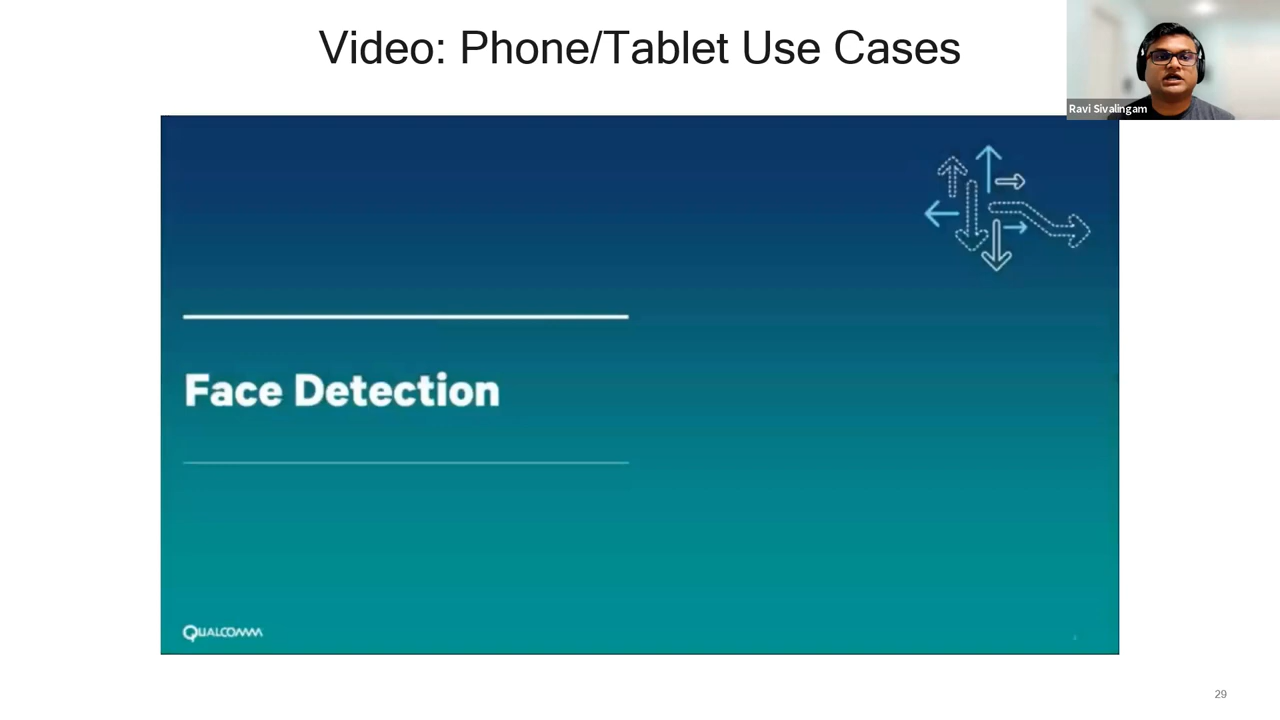 Video: Phone/Tablet Use Cases
Ravi Sivalingam
Face Detection
QUALCOMM
29